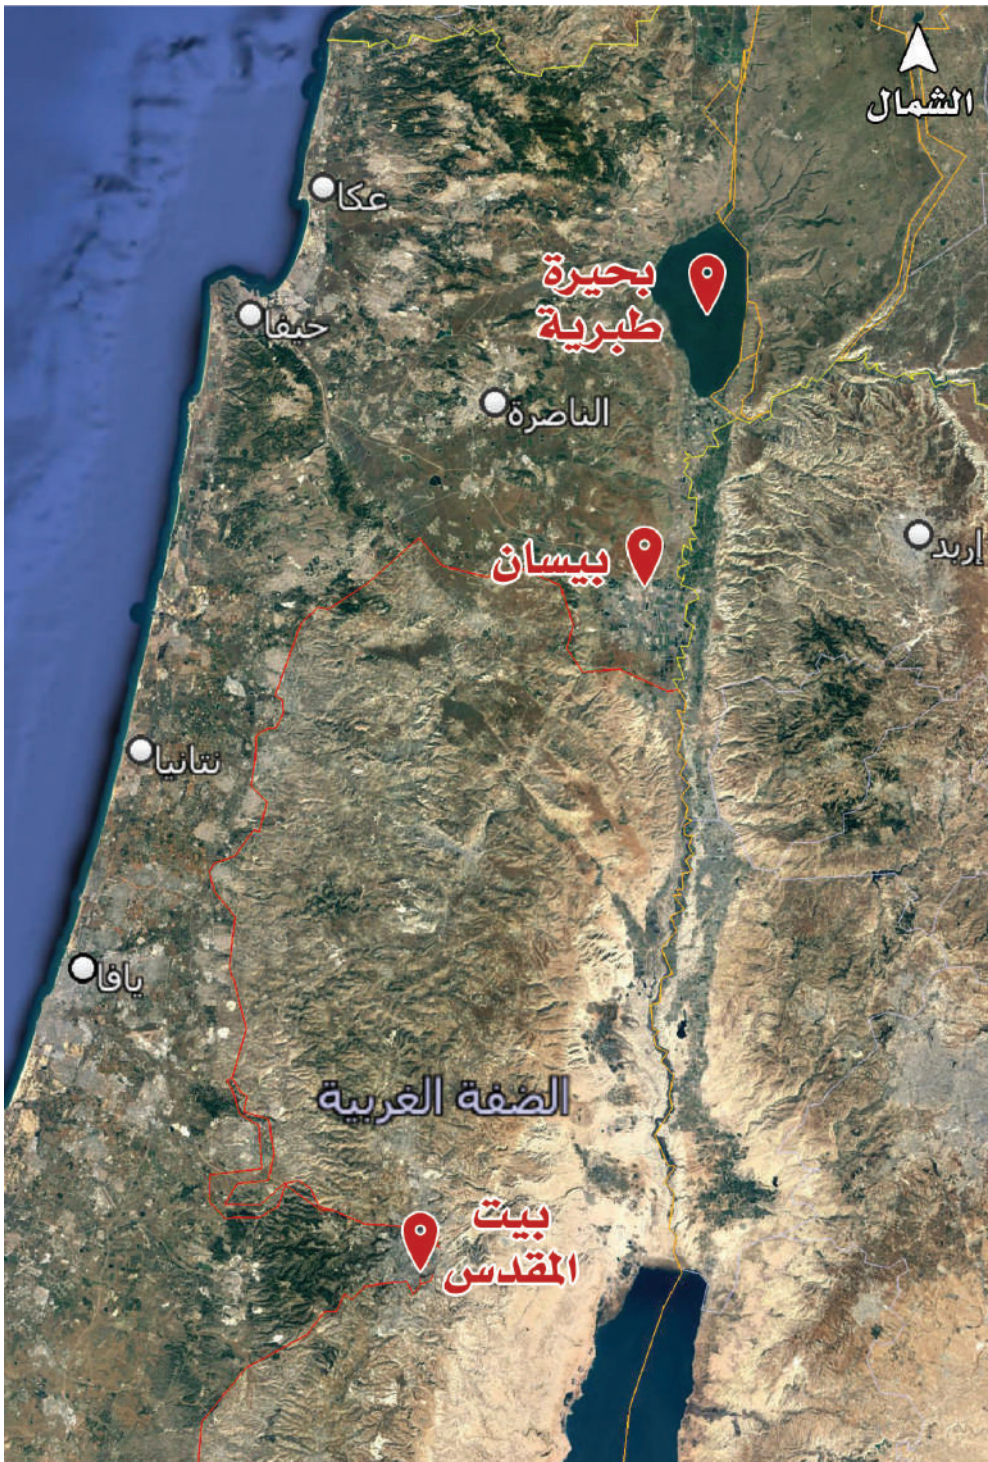 الشمال
عكا
بحيرة
طبرية
حيفا
الناصرة
إربد
بيسان
نتانيا
يافا
الضفة الغربية
بيت
المقدس